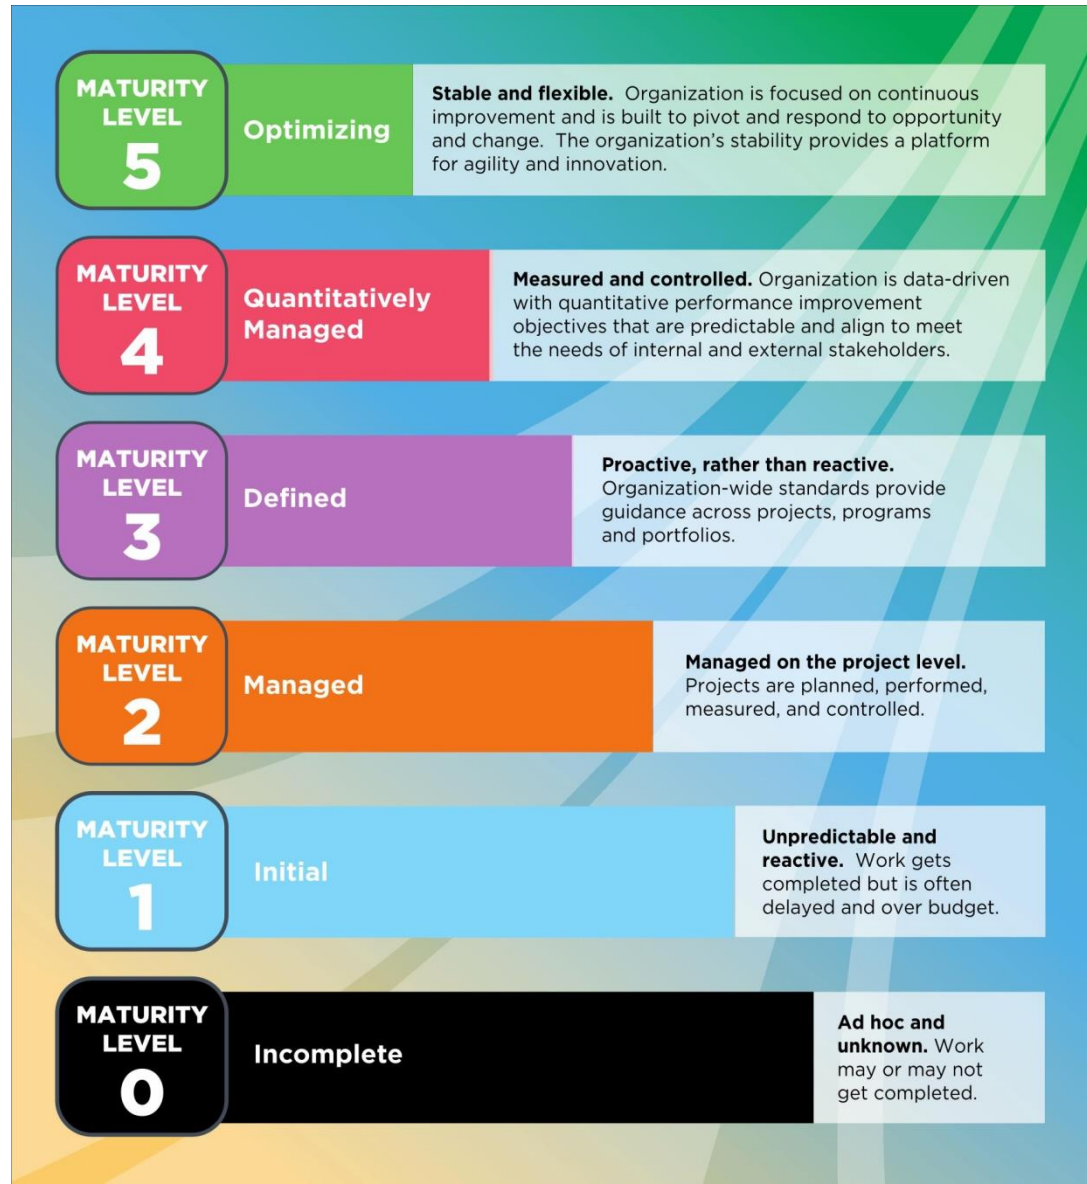 MATURITY
LEVEL
5
Optimizing
Stable and flexible. Organization is focused on continuous
improvement and is built to pivot and respond to opportunity
and change. The organization's stability provides a platform
for agility and innovation.
MATURITY
LEVEL
4
Quantitatively
Managed
Measured and controlled. Organization is data-driven
with quantitative performance improvement
objectives that are predictable and align to meet
the needs of internal and external stakeholders.
MATURITY
LEVEL
3
Defined
Proactive, rather than reactive.
Organization-wide standards provide
guidance across projects, programs
and portfolios.
MATURITY
LEVEL
2
Managed
Managed on the project level.
Projects are planned, performed,
measured, and controlled.
MATURITY
LEVEL
1
Initial
Unpredictable and
reactive. Work gets
completed but is often
delayed and over budget.
MATURITY
LEVEL
0
Incomplete
Ad hoc and
unknown. Work
may or may not
get completed.